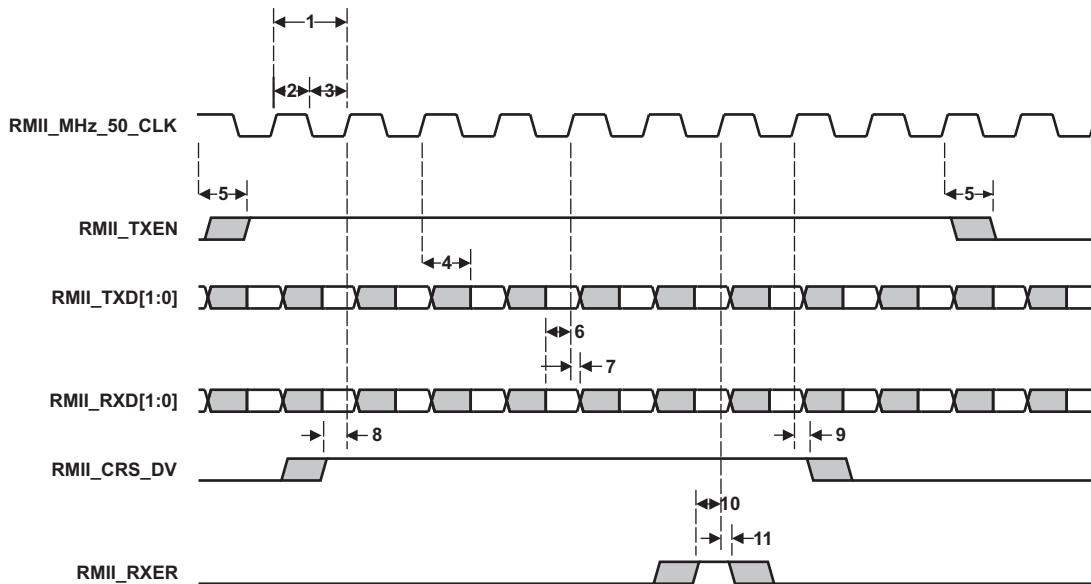 1
2 3
RMII_MHz_50_CLK
5 5
RMII_TXEN
4
RMII_TXD[1:0]
6
7
RMII_RXD[1:0]
8 9
RMII_CRS_DV
10
11
RMII_RXER